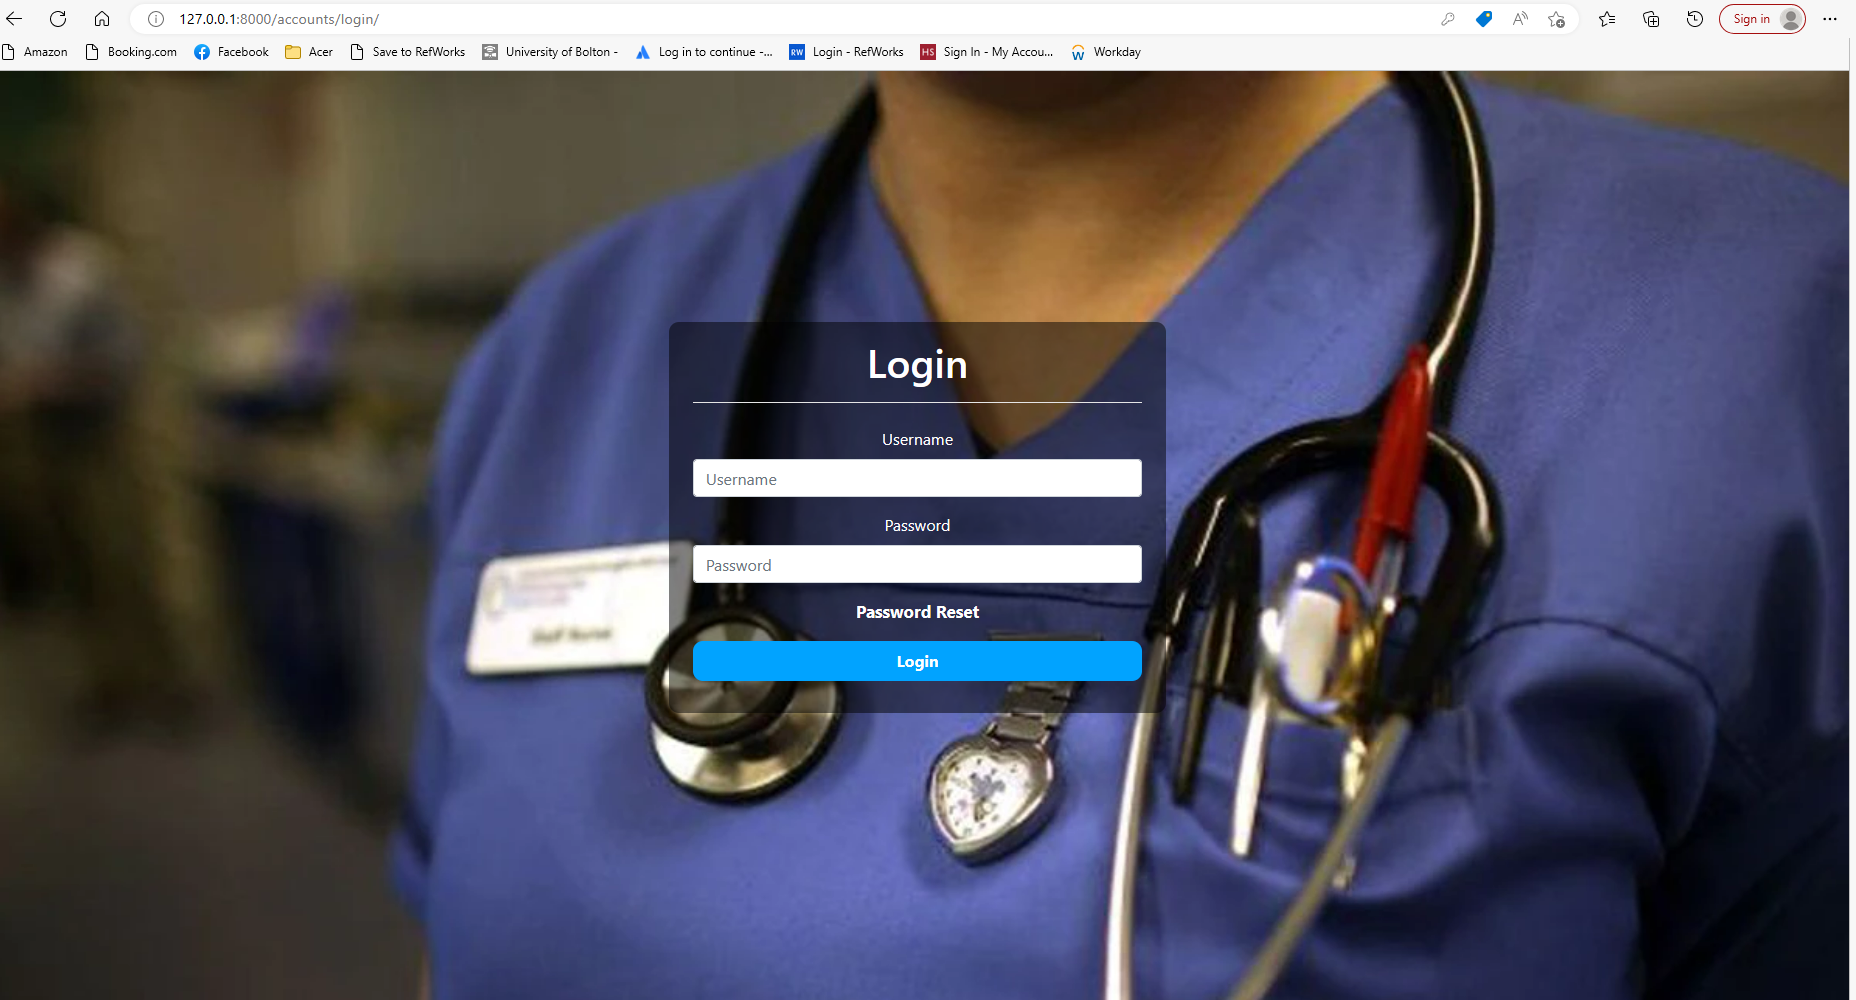 127.0.0.1:8000/accounts/login/
Sign in
Amazon
Booking.com
Facebook
Acer
Save to RefWorks
University of Bolton -
Log in to continue -...
RW
Login - RefWorks
HS
Sign In - My Accou...
Workday
Login
Username
Username
Password
Password
Password Reset
Login